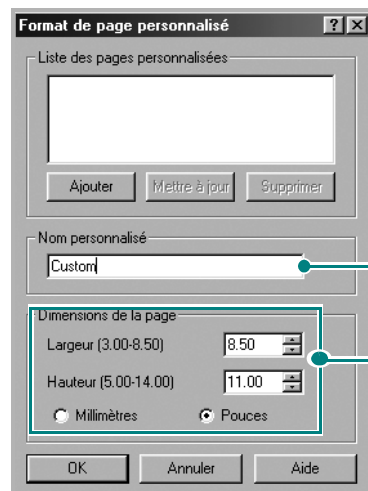 Format de page personnalisé
Liste des pages personnalisées
Ajouter Mettre à jour Supprimer
Nom personnalisé
Custom
Dimensions de la page
Largeur (3.00-8.50) 8.50
Hauteur (5.00-14.00) 11.00
Millimètres Pouces
OK Annuler Aide